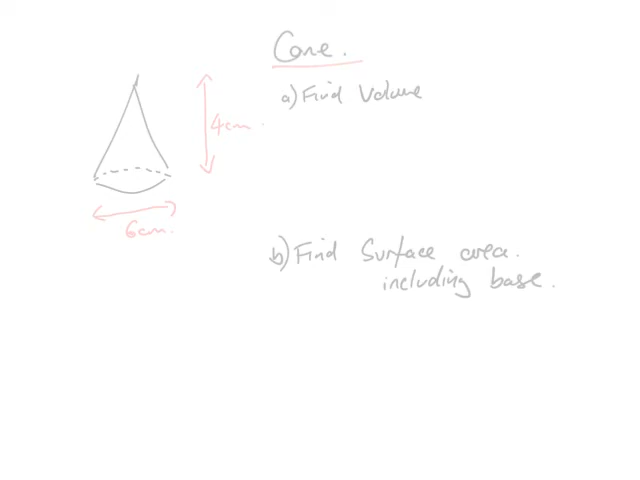 Cone.
a) Find Volume
4cm.
6cm.
b) Find Surface area.
including base.